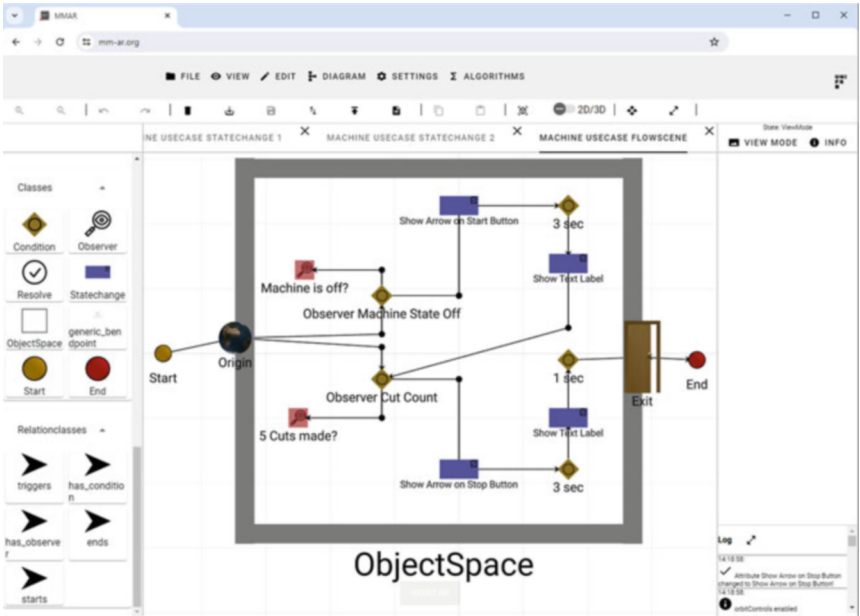 MMAR
mm-ar.org
FILE VIEW EDIT DIAGRAM SETTINGS Σ ALGORITHMS
2D/3D
NE USECASE STATECHANGE 1 MACHINE USECASE STATECHANGE 2 MACHINE USECASE FLOWSCENE
State: ViewMode
VIEW MODE INFO
Classes
Condition Observer
Resolve Statechange
ObjectSpace generic_ben
dpoint
Start End
Relationclasses
triggers has_conditio
n
has_observe
r
ends
starts
Show Arrow on Start Button
3 sec
Show Text Label
Machine is off?
Observer Machine State Off
Origin
Start
Observer Cut Count
1 sec
Exit
End
5 Cuts made?
Show Text Label
Show Arrow on Stop Button
3 sec
ObjectSpace
Log
14:18:58:
Attribute Show Arrow on Stop Button
changed to Show Arrow on Stop Button!
14:18:58:
orbitControls enabled